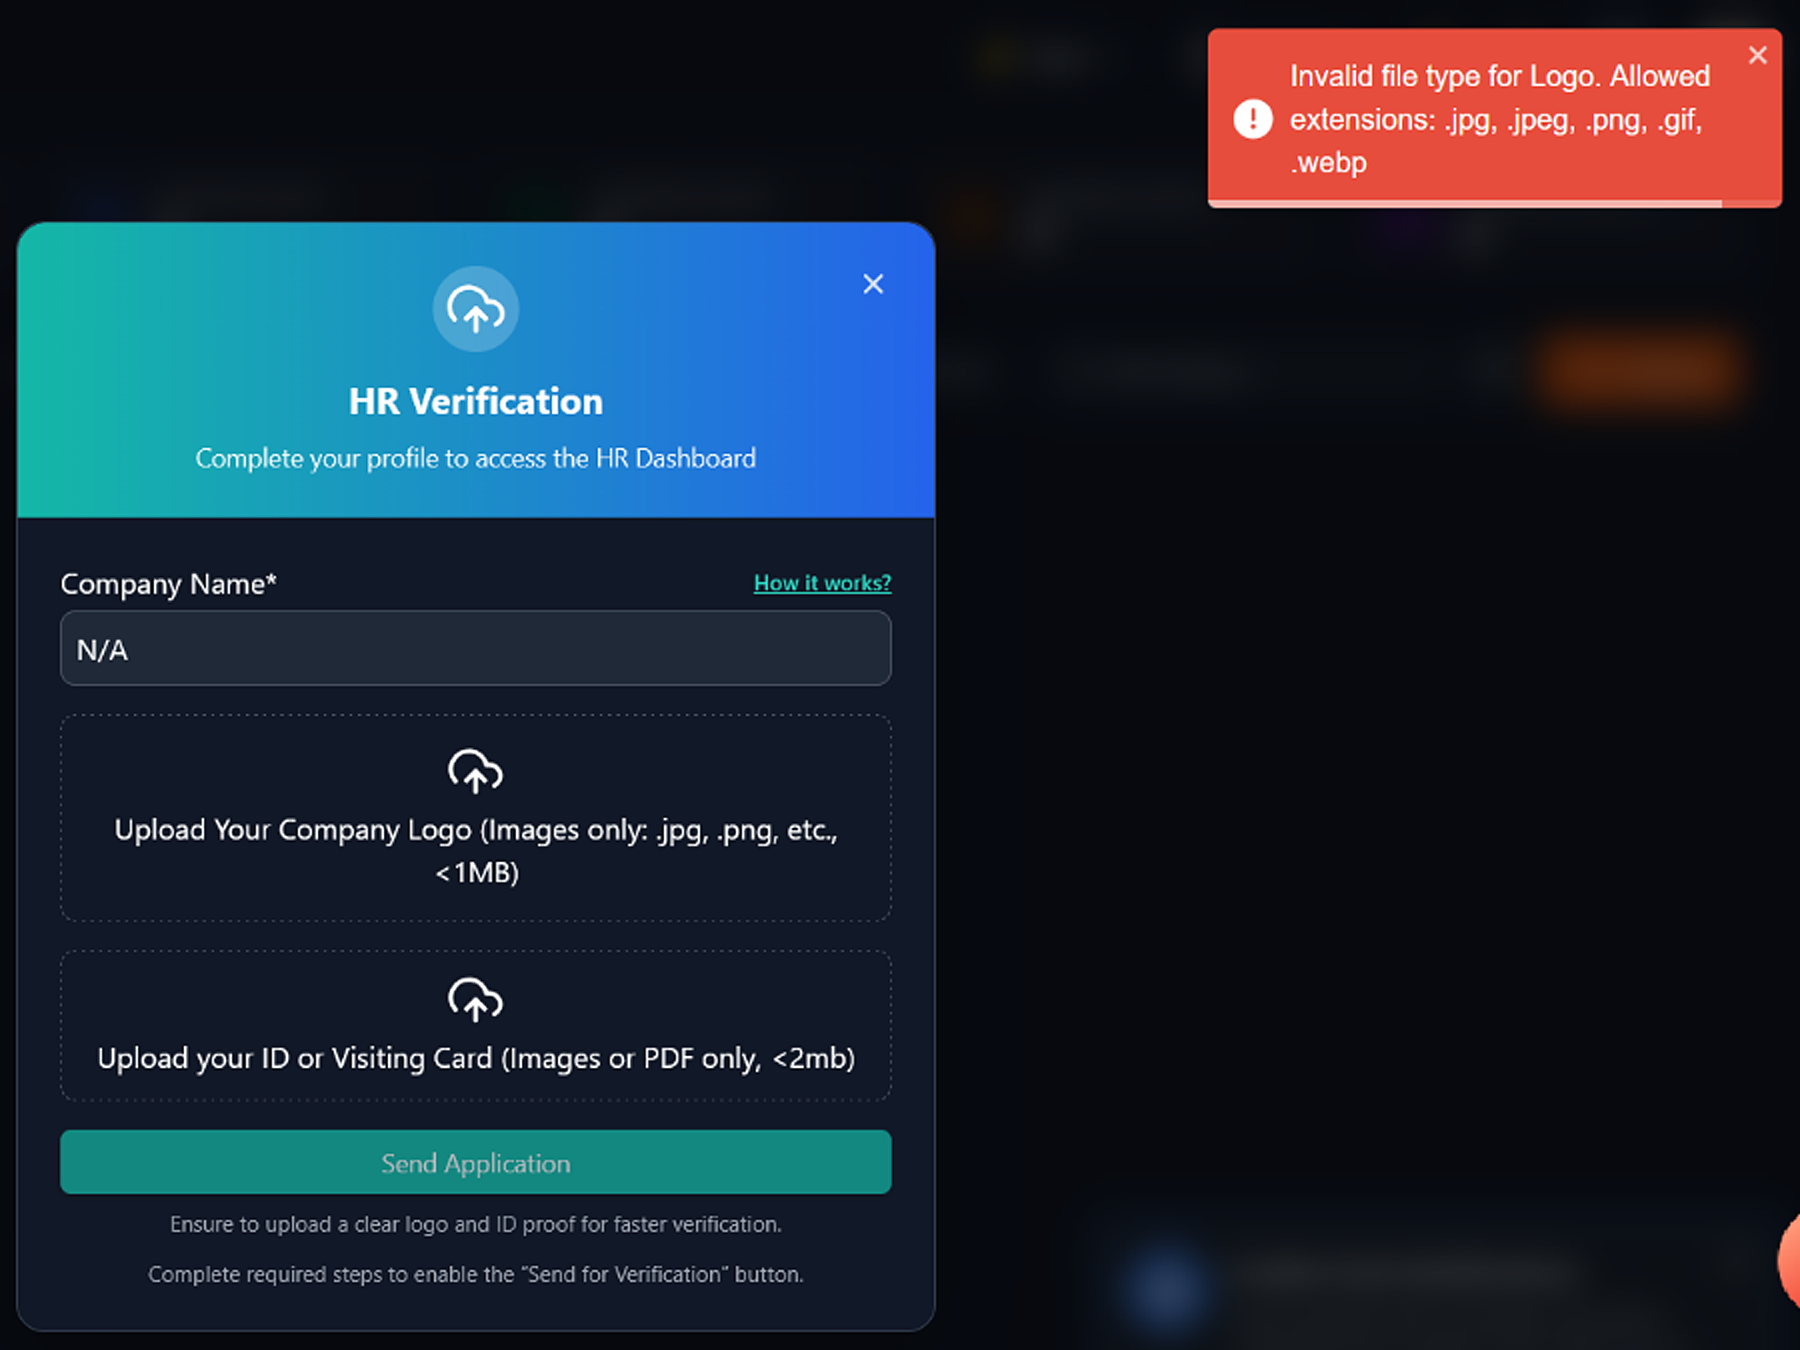 Invalid file type for Logo. Allowed
extensions: .jpg, .jpeg, .png, .gif,
.webp
HR Verification
Complete your profile to access the HR Dashboard
Company Name*
How it works?
N/A
Upload Your Company Logo (Images only: .jpg, .png, etc.,
<1MB)
Upload your ID or Visiting Card (Images or PDF only, <2mb)
Send Application
Ensure to upload a clear logo and ID proof for faster verification.
Complete required steps to enable the “Send for Verification” button.